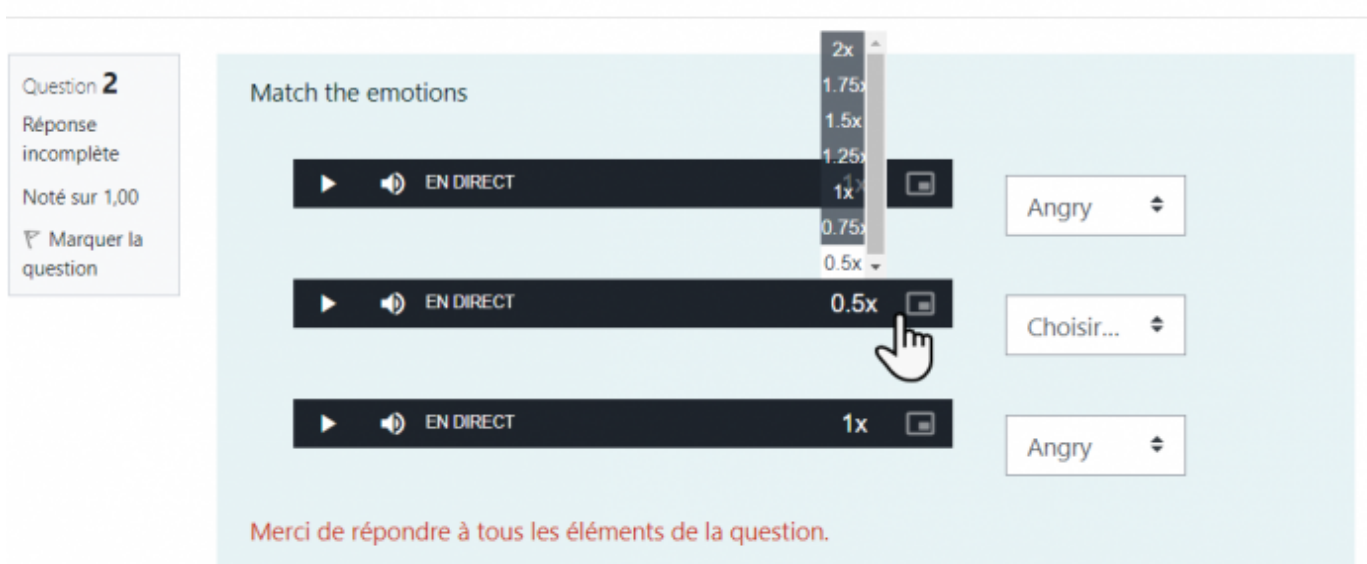 Question 2
Réponse
incomplète
Noté sur 1,00
Marquer la
question
Match the emotions
2x
1.75x
1.5x
1.25x
1x
0.75x
0.5x
EN DIRECT
1x
Angry
EN DIRECT
0.5x
Choisir...
EN DIRECT
1x
Angry
Merci de répondre à tous les éléments de la question.